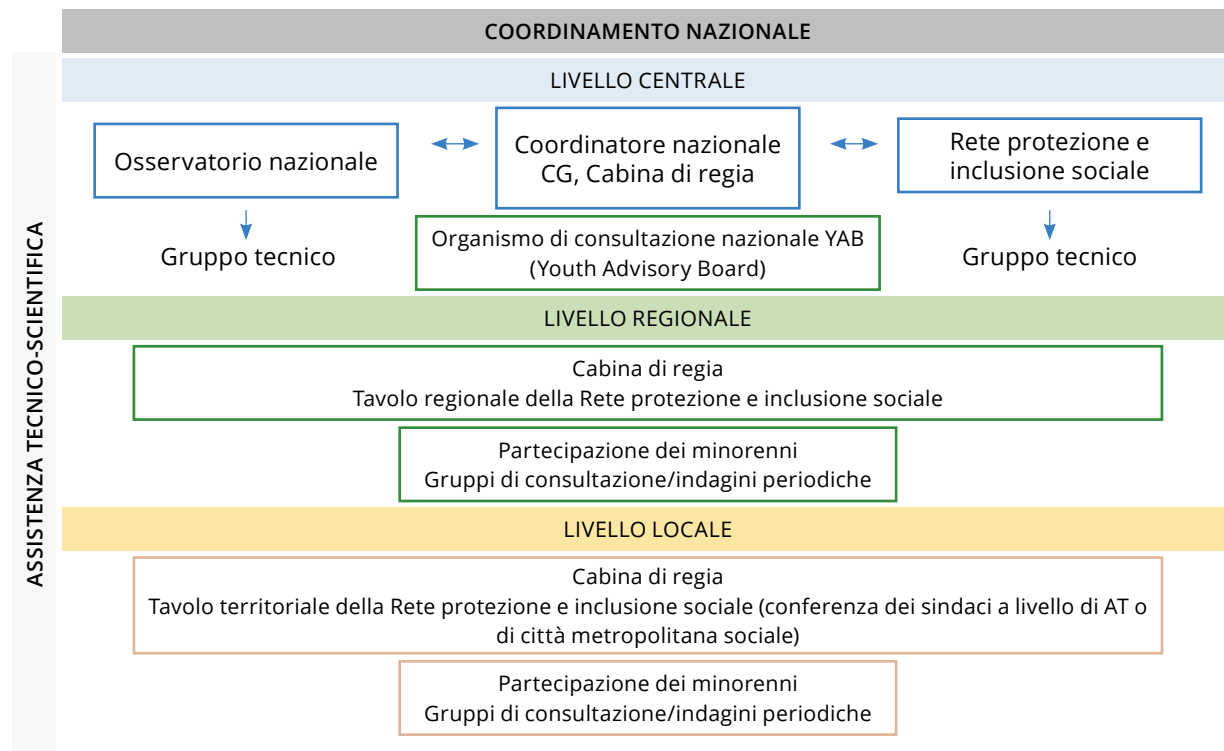 COORDINAMENTO NAZIONALE
ASSISTENZA TECNICO-SCIENTIFICA
LIVELLO CENTRALE
Osservatorio nazionale
Coordinatore nazionale
CG, Cabina di regia
Rete protezione e
inclusione sociale
Gruppo tecnico
Organismo di consultazione nazionale YAB
(Youth Advisory Board)
Gruppo tecnico
LIVELLO REGIONALE
Cabina di regia
Tavolo regionale della Rete protezione e inclusione sociale
Partecipazione dei minorenni
Gruppi di consultazione/indagini periodiche
LIVELLO LOCALE
Cabina di regia
Tavolo territoriale della Rete protezione e inclusione sociale (conferenza dei sindaci a livello di AT o
di città metropolitana sociale)
Partecipazione dei minorenni
Gruppi di consultazione/indagini periodiche